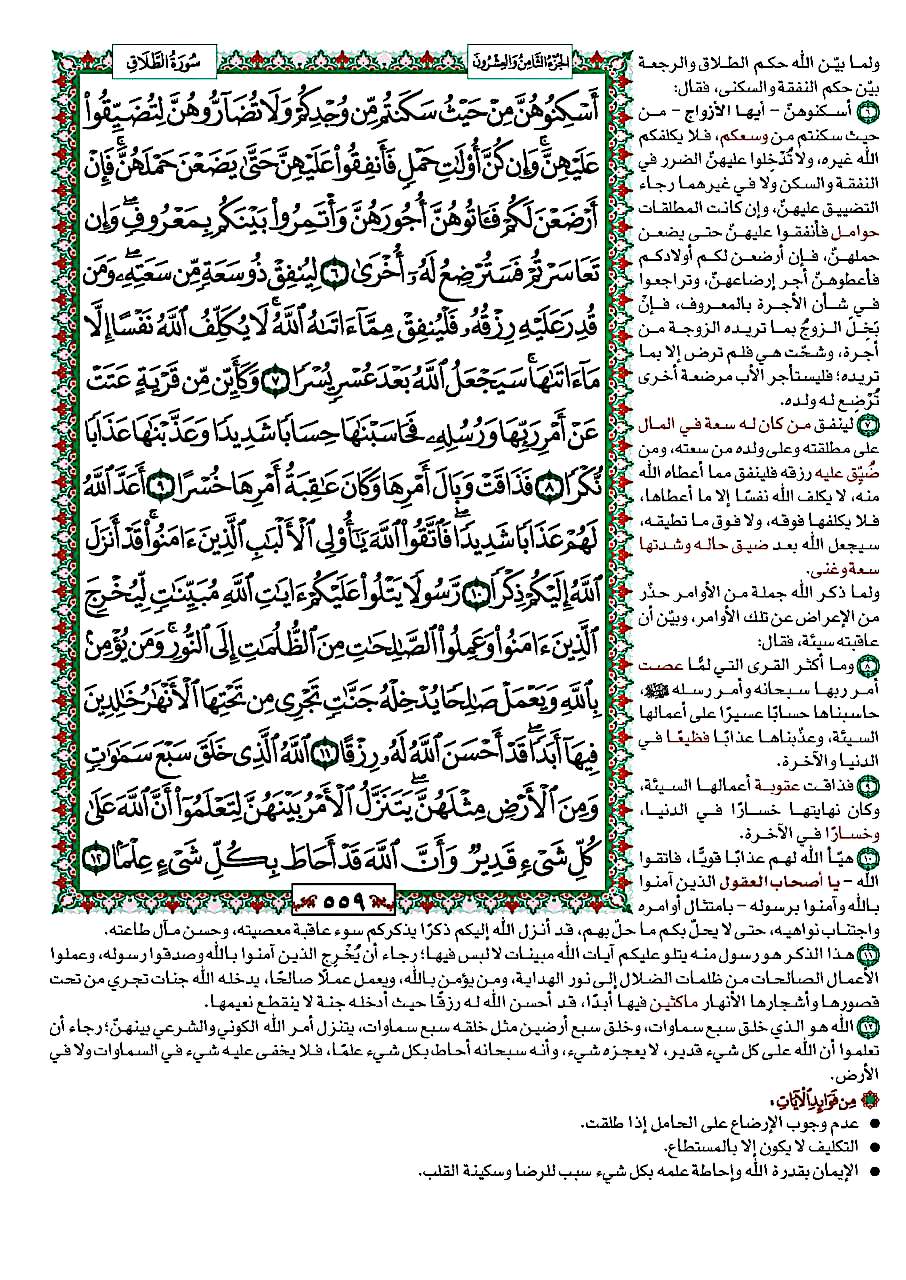 سُورَةُ الطَّلَاقِ
الجُزْءُ الثَّامِنُ وَالعِشْرُونَ
أَسْكِنُوهُنَّ مِنْ حَيْثُ سَكَنتُم مِّن وُجْدِكُمْ وَلَا تُضَآرُّوهُنَّ لِتُضَيِّقُوا۟
عَلَيْهِنَّ ۚ وَإِن كُنَّ أُو۟لَـٰتِ حَمْلٍ فَأَنفِقُوا۟ عَلَيْهِنَّ حَتَّىٰ يَضَعْنَ حَمْلَهُنَّ ۚ فَإِنْ
أَرْضَعْنَ لَكُمْ فَـَٔاتُوهُنَّ أُجُورَهُنَّ وَأْتَمِرُوا۟ بَيْنَكُم بِمَعْرُوفٍ ۖ وَإِن
تَعَاسَرْتُمْ فَسَتُرْضِعُ لَهُۥٓ أُخْرَىٰ ٦ لِيُنفِقْ ذُو سَعَةٍ مِّن سَعَتِهِۦ ۖ وَمَن
قُدِرَ عَلَيْهِ رِزْقُهُۥ فَلْيُنفِقْ مِمَّآ ءَاتَىٰهُ ٱللَّهُ ۚ لَا يُكَلِّفُ ٱللَّهُ نَفْسًا إِلَّا
مَآ ءَاتَىٰهَا ۚ سَيَجْعَلُ ٱللَّهُ بَعْدَ عُسْرٍ يُسْرًا ٧ وَكَأَيِّن مِّن قَرْيَةٍ عَتَتْ
عَنْ أَمْرِ رَبِّهَا وَرُسُلِهِۦ فَحَاسَبْنَـٰهَا حِسَابًا شَدِيدًا وَعَذَّبْنَـٰهَا عَذَابًا
نُّكْرًا ٨ فَذَاقَتْ وَبَالَ أَمْرِهَا وَكَانَ عَـٰقِبَةُ أَمْرِهَا خُسْرًا ٩ أَعَدَّ ٱللَّهُ
لَهُمْ عَذَابًا شَدِيدًا ۖ فَٱتَّقُوا۟ ٱللَّهَ يَـٰٓأُو۟لِى ٱلْأَلْبَـٰبِ ٱلَّذِينَ ءَامَنُوا۟ ۚ قَدْ أَنزَلَ
ٱللَّهُ إِلَيْكُمْ ذِكْرًا ١٠ رَّسُولًا يَتْلُوا۟ عَلَيْكُمْ ءَايَـٰتِ ٱللَّهِ مُبَيِّنَـٰتٍ لِّيُخْرِجَ
ٱلَّذِينَ ءَامَنُوا۟ وَعَمِلُوا۟ ٱلصَّـٰلِحَـٰتِ مِنَ ٱلظُّلُمَـٰتِ إِلَى ٱلنُّورِ ۚ وَمَن يُؤْمِنۢ
بِٱللَّهِ وَيَعْمَلْ صَـٰلِحًا يُدْخِلْهُ جَنَّـٰتٍ تَجْرِى مِن تَحْتِهَا ٱلْأَنْهَـٰرُ خَـٰلِدِينَ
فِيهَآ أَبَدًا ۖ قَدْ أَحْسَنَ ٱللَّهُ لَهُۥ رِزْقًا ١١ ٱللَّهُ ٱلَّذِى خَلَقَ سَبْعَ سَمَـٰوَٰتٍ
وَمِنَ ٱلْأَرْضِ مِثْلَهُنَّ يَتَنَزَّلُ ٱلْأَمْرُ بَيْنَهُنَّ لِتَعْلَمُوٓا۟ أَنَّ ٱللَّهَ عَلَىٰ
كُلِّ شَىْءٍ قَدِيرٌ وَأَنَّ ٱللَّهَ قَدْ أَحَاطَ بِكُلِّ شَىْءٍ عِلْمًۢا ١٢
٥٥٩
ولما بيّن الله حكم الطلاق والرجعة
بيّن حكم النفقة والسكنى، فقال:
٦ أسكنوهنّ – أيها الأزواج – من
حيث سكنتم من وسعكم، فلا يكلفكم
الله غيره، ولا تُدْخِلوا عليهنّ الضرر في
النفقة والسكن ولا في غيرهما رجاء
التضييق عليهنّ، وإن كانت المطلقات
حوامل فأنفقوا عليهنّ حتى يضعن
حملهنّ، فإن أرضعن لكم أولادكم
فأعطوهنّ أجر إرضاعهنّ، وتراجعوا
في شأن الأجرة بالمعروف، فإنْ
بَخِلَ الزوجُ بما تريده الزوجة من
أجرة، وشحّت هي فلم ترض إلا بما
تريده؛ فليستأجر الأب مرضعة أخرى
تُرْضِع له ولده.
٧ لينفق من كان له سعة في المال
على مطلقته وعلى ولده من سعته، ومن
ضُيِّق عليه رزقه فلينفق مما أعطاه الله
منه، لا يكلف الله نفسًا إلا ما أعطاها،
فلا يكلفها فوقه، ولا فوق ما تطيقه،
سيجعل الله بعد ضيق حاله وشدتها
سعة وغنى.
ولما ذكر الله جملة من الأوامر حذّر
من الإعراض عن تلك الأوامر، وبيّن أن
عاقبته سيئة، فقال:
٨ وما أكثر القرى التي لمَّا عصت
أمر ربها سبحانه وأمر رسله ﷺ،
حاسبناها حسابًا عسيرًا على أعمالها
السيئة، وعذّبناها عذابًا فظيعًا في
الدنيا والآخرة.
٩ فذاقت عقوبة أعمالها السيئة،
وكان نهايتها خسارًا في الدنيا،
وخسارًا في الآخرة.
١٠ هيّأ الله لهم عذابًا قويًّا، فاتقوا
الله – يا أصحاب العقول الذين آمنوا
بالله وآمنوا برسوله – بامتثال أوامره
واجتناب نواهيه، حتى لا يحلّ بكم ما حلّ بهم، قد أنزل الله إليكم ذكرًا يذكركم سوء عاقبة معصيته، وحسن مآل طاعته.
١١ هذا الذكر هو رسول منه يتلو عليكم آيات الله مبينات لا لبس فيها؛ رجاء أن يُخْرِج الذين آمنوا بالله وصدقوا رسوله، وعملوا
الأعمال الصالحات من ظلمات الضلال إلى نور الهداية، ومن يؤمن بالله، ويعمل عملًا صالحًا، يدخله الله جنات تجري من تحت
قصورها وأشجارها الأنهار ماكثين فيها أبدًا، قد أحسن الله له رزقًا حيث أدخله جنة لا ينقطع نعيمها.
١٢ الله هو الذي خلق سبع سماوات، وخلق سبع أرضين مثل خلقه سبع سماوات، يتنزل أمر الله الكوني والشرعي بينهنّ؛ رجاء أن
تعلموا أن الله على كل شيء قدير، لا يعجزه شيء، وأنه سبحانه أحاط بكل شيء علمًا، فلا يخفى عليه شيء في السماوات ولا في
الأرض.
مِن فَوَائِدِ الْآيَاتِ:
● عدم وجوب الإرضاع على الحامل إذا طلقت.
● التكليف لا يكون إلا بالمستطاع.
● الإيمان بقدرة الله وإحاطة علمه بكل شيء سبب للرضا وسكينة القلب.